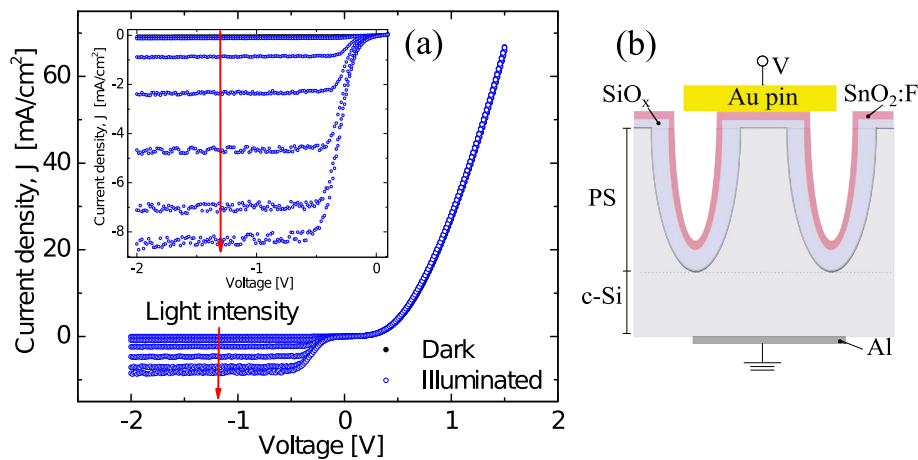 (a)
Current density, J [mA/cm²]
60
40
20
0
-2
-1
0
1
2
Voltage [V]
Light intensity
Dark
Illuminated
Current density, J [mA/cm²]
0
-2
-4
-6
-8
-2
-1
0
Voltage [V]
(b)
V
SiOₓ
Au pin
SnO₂:F
PS
c-Si
Al